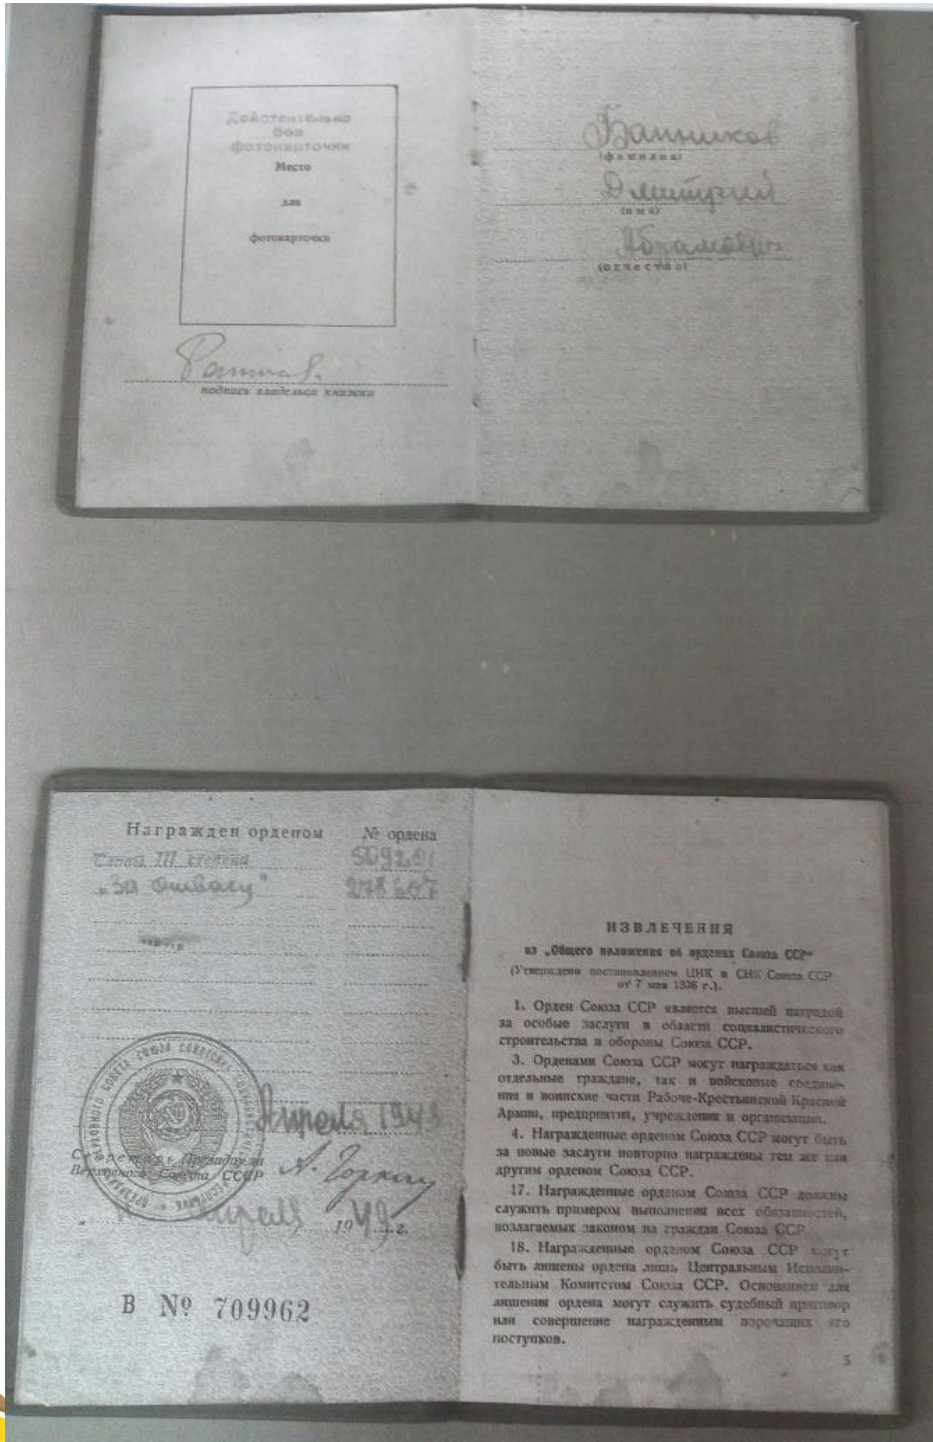 Действительно
без
фотокарточки
Место
для
фотокарточки
подпись владельца книжки
Банников
(фамилия)
Дмитрий
(имя)
Абрамович
(отчество)
Награжден орденом № ордена
Слава III степени
„За отвагу"
Апреля 1949
Секретарь Президиума
Верховного Совета СССР
А. Горкин
Апрель 1949 г.
В № 709962
ИЗВЛЕЧЕНИЯ
из „Общего положения об орденах Союза ССР"
(Утверждено постановлением ЦИК и СНК Союза ССР
от 7 мая 1936 г.).
1. Орден Союза ССР является высшей наградой
за особые заслуги в области социалистического
строительства и обороны Союза ССР.
3. Орденами Союза ССР могут награждаться как
отдельные граждане, так и войсковые соедине-
ния и воинские части Рабоче-Крестьянской Красной
Армии, предприятия, учреждения и организации.
4. Награжденные орденом Союза ССР могут быть
за новые заслуги повторно награждены тем же или
другим орденом Союза ССР.
17. Награжденные орденом Союза ССР должны
служить примером выполнения всех обязанностей,
возлагаемых законом на граждан Союза ССР.
18. Награжденные орденом Союза ССР могут
быть лишены ордена лишь Центральным Исполни-
тельным Комитетом Союза ССР. Основанием для
лишения ордена могут служить судебный приговор
или совершение награжденным порочащих его
поступков.
5